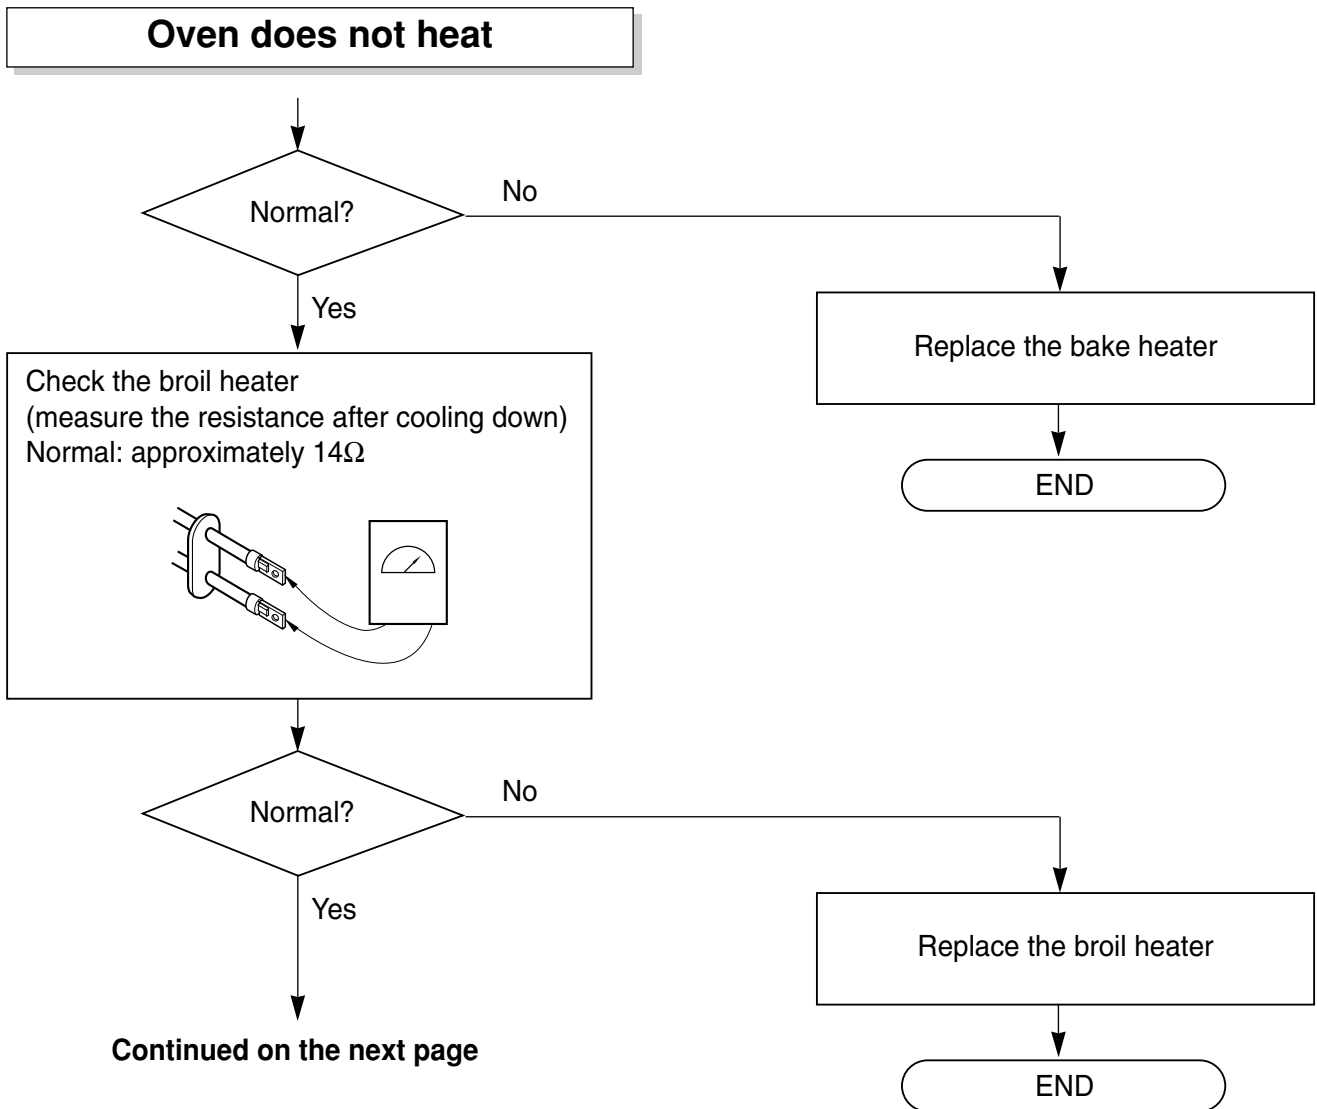 Oven does not heat
Normal?
No
Replace the bake heater
END
Yes
Check the broil heater
(measure the resistance after cooling down)
Normal: approximately 14Ω
Normal?
No
Replace the broil heater
END
Yes
Continued on the next page